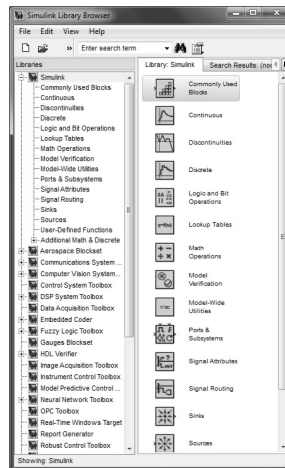 Simulink Library Browser
File Edit View Help
» Enter search term
Libraries
Library: Simulink Search Results: (nor
Simulink
Commonly Used Blocks
Continuous
Discontinuities
Discrete
Logic and Bit Operations
Lookup Tables
Math Operations
Model Verification
Model-Wide Utilities
Ports & Subsystems
Signal Attributes
Signal Routing
Sinks
Sources
User-Defined Functions
Additional Math & Discrete
Aerospace Blockset
Communications System ...
Computer Vision System...
Control System Toolbox
DSP System Toolbox
Data Acquisition Toolbox
Embedded Coder
Fuzzy Logic Toolbox
Gauges Blockset
HDL Verifier
Image Acquisition Toolbox
Instrument Control Toolbox
Model Predictive Control ...
Neural Network Toolbox
OPC Toolbox
Real-Time Windows Target
Report Generator
Robust Control Toolbox
Commonly Used
Blocks
Continuous
Discontinuities
Discrete
Logic and Bit
Operations
Lookup Tables
Math
Operations
Model
Verification
Model-Wide
Utilities
Ports &
Subsystems
Signal Attributes
Signal Routing
Sinks
Sources
Showing: Simulink